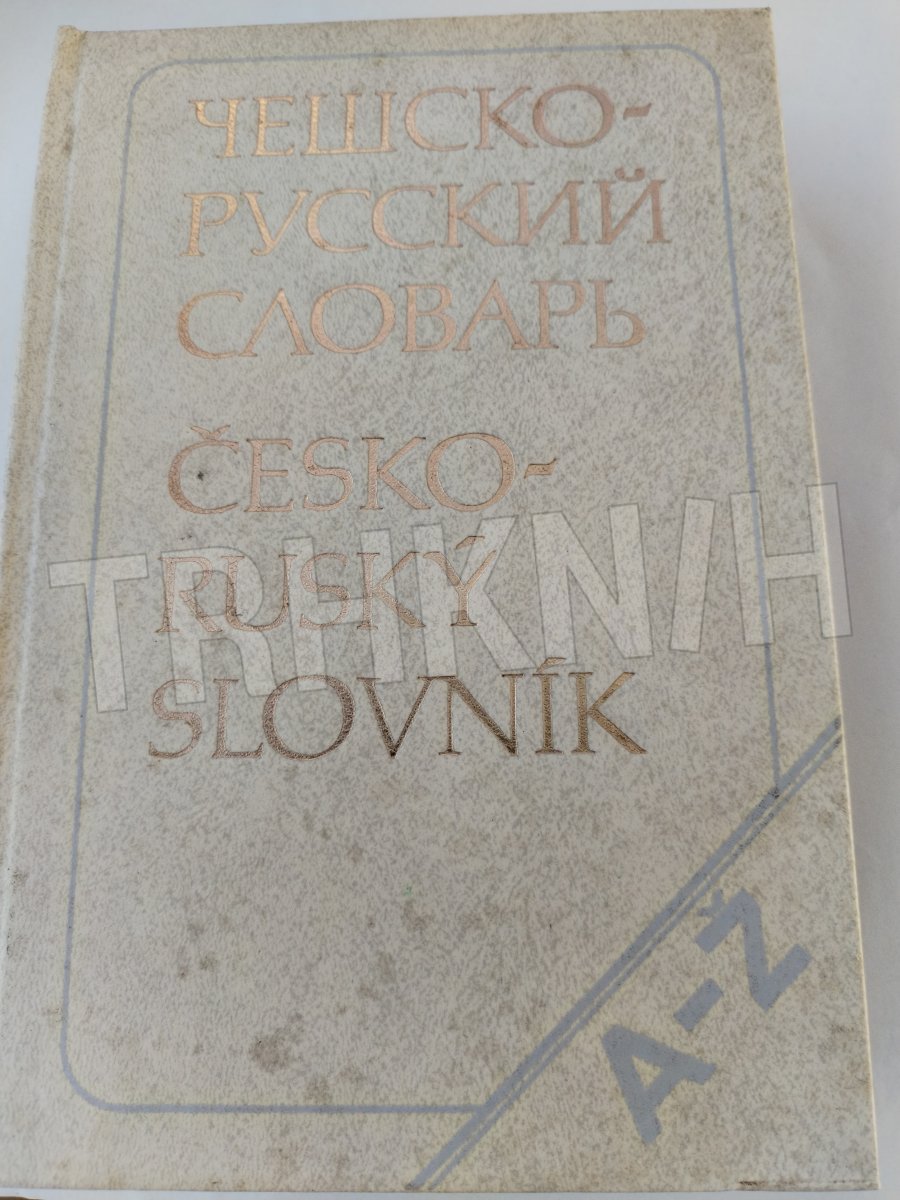 ЧЕШСКО-
РУССКИЙ
СЛОВАРЬ
ČESKO-
RUSKÝ
SLOVNÍK
TRHKNIH
A-Ž